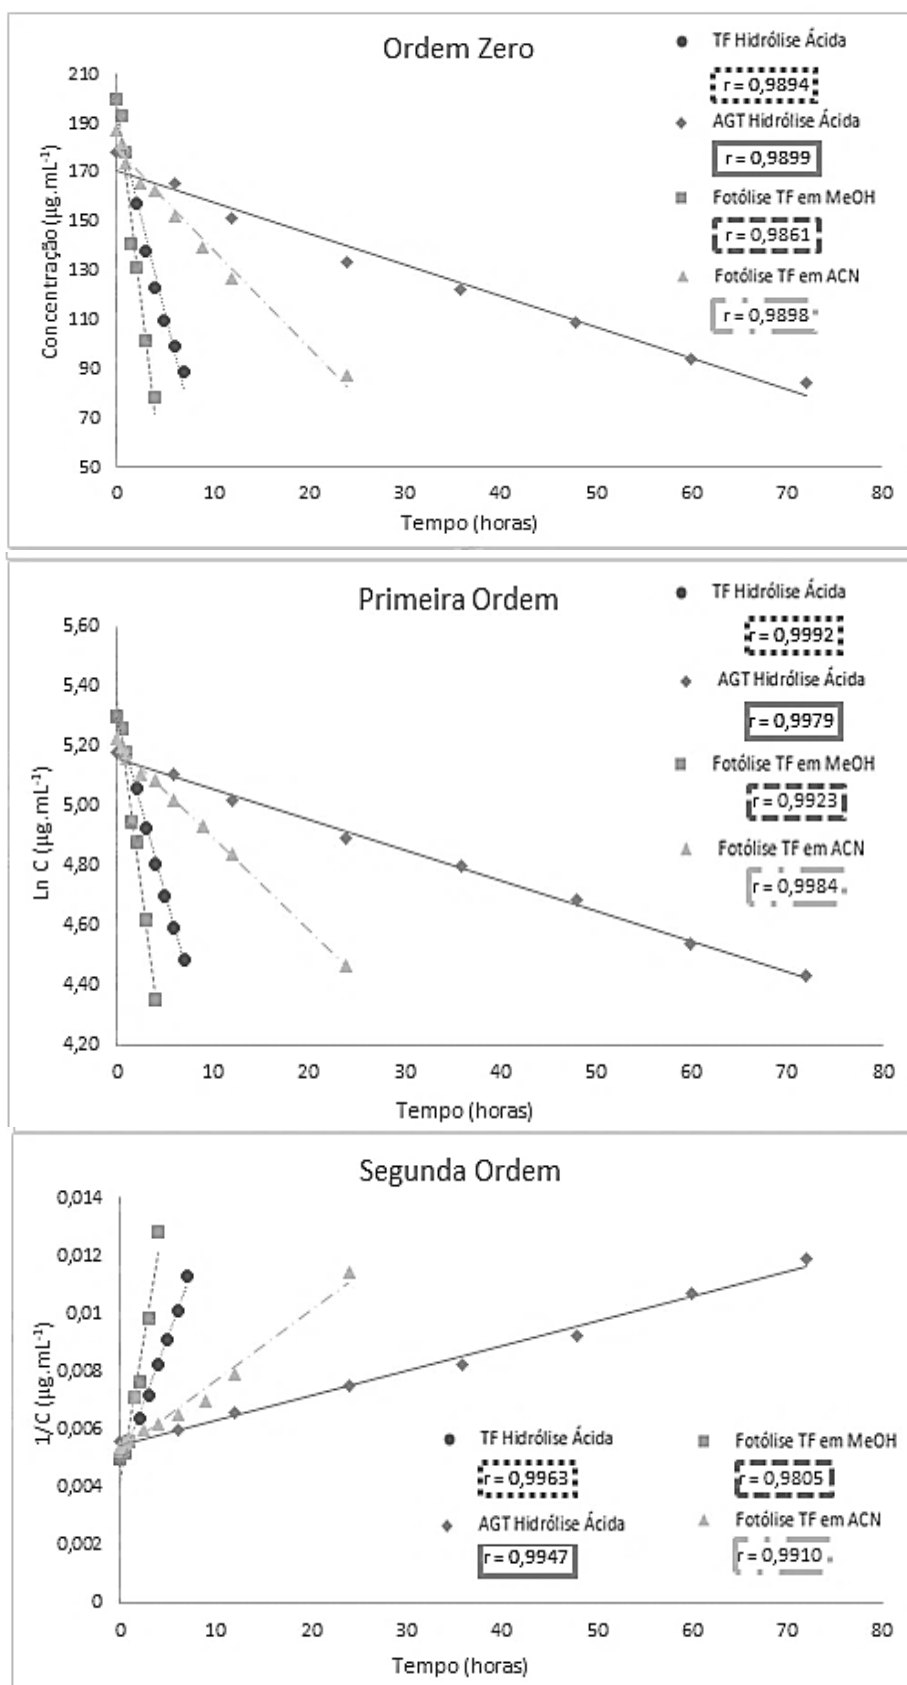 Ordem Zero
TF Hidrólise Ácida
r = 0,9894
AGT Hidrólise Ácida
r = 0,9899
Fotólise TF em MeOH
r = 0,9861
Fotólise TF em ACN
r = 0,9898
Concentração (µg.mL⁻¹)
210
190
170
150
130
110
90
70
50
0 10 20 30 40 50 60 70 80
Tempo (horas)
Primeira Ordem
TF Hidrólise Ácida
r = 0,9992
AGT Hidrólise Ácida
r = 0,9979
Fotólise TF em MeOH
r = 0,9923
Fotólise TF em ACN
r = 0,9984
Ln C (µg.mL⁻¹)
5,60
5,40
5,20
5,00
4,80
4,60
4,40
4,20
0 10 20 30 40 50 60 70 80
Tempo (horas)
Segunda Ordem
1/C (µg.mL⁻¹)
0,014
0,012
0,01
0,008
0,006
0,004
0,002
0
TF Hidrólise Ácida
r = 0,9963
AGT Hidrólise Ácida
r = 0,9947
Fotólise TF em MeOH
r = 0,9805
Fotólise TF em ACN
r = 0,9910
0 10 20 30 40 50 60 70 80
Tempo (horas)